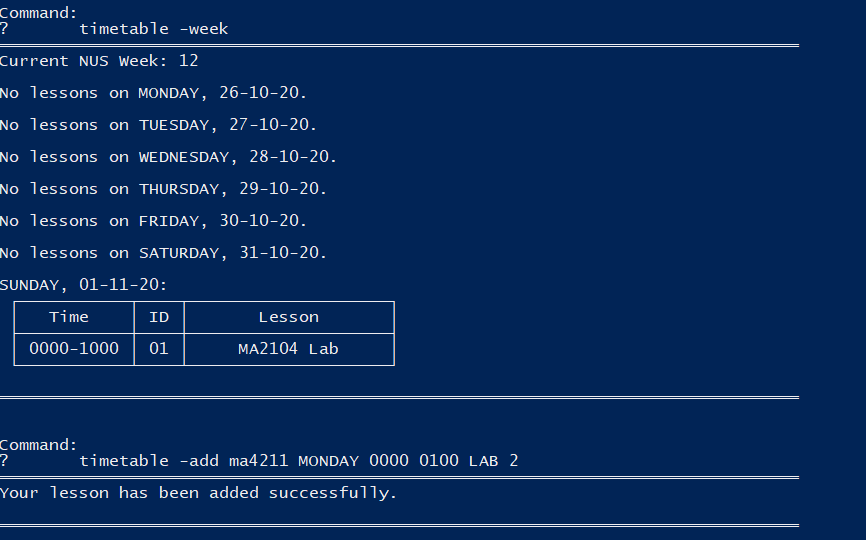 Command:
?       timetable -week
Current NUS Week: 12
No lessons on MONDAY, 26-10-20.
No lessons on TUESDAY, 27-10-20.
No lessons on WEDNESDAY, 28-10-20.
No lessons on THURSDAY, 29-10-20.
No lessons on FRIDAY, 30-10-20.
No lessons on SATURDAY, 31-10-20.
SUNDAY, 01-11-20:
Time ID Lesson
0000-1000 01 MA2104 Lab
Command:
?       timetable -add ma4211 MONDAY 0000 0100 LAB 2
Your lesson has been added successfully.